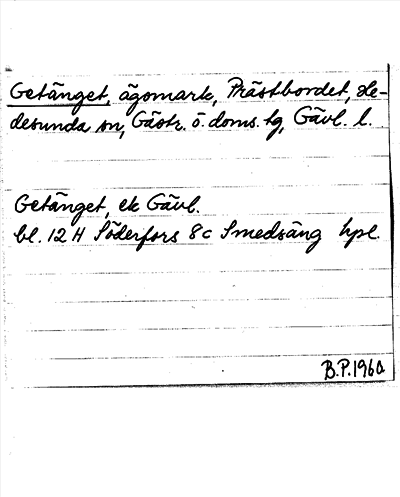 Getänget, ägomark, Prästbordet, He-
desunda sn, Gästr. ö. doms. tg, Gävl. l.
Getänget, ek Gävl.
bl. 12 H Söderfors 8c Smedsäng hpl.
B.P. 1960